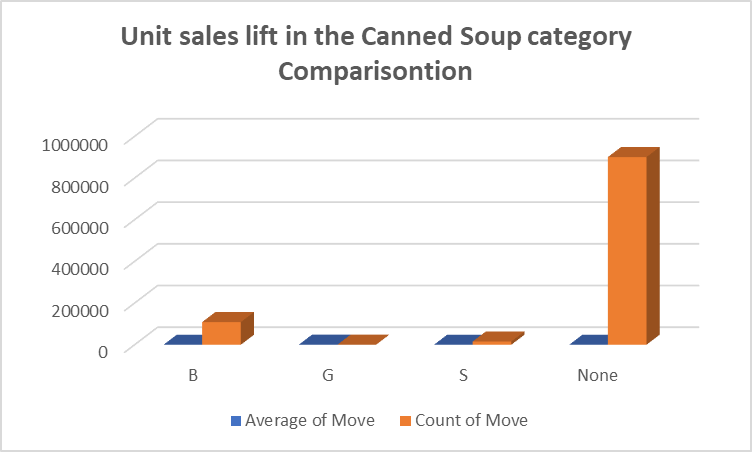 Unit sales lift in the Canned Soup category
Comparisontion
1000000
800000
600000
400000
200000
0
B G S None
Average of Move Count of Move